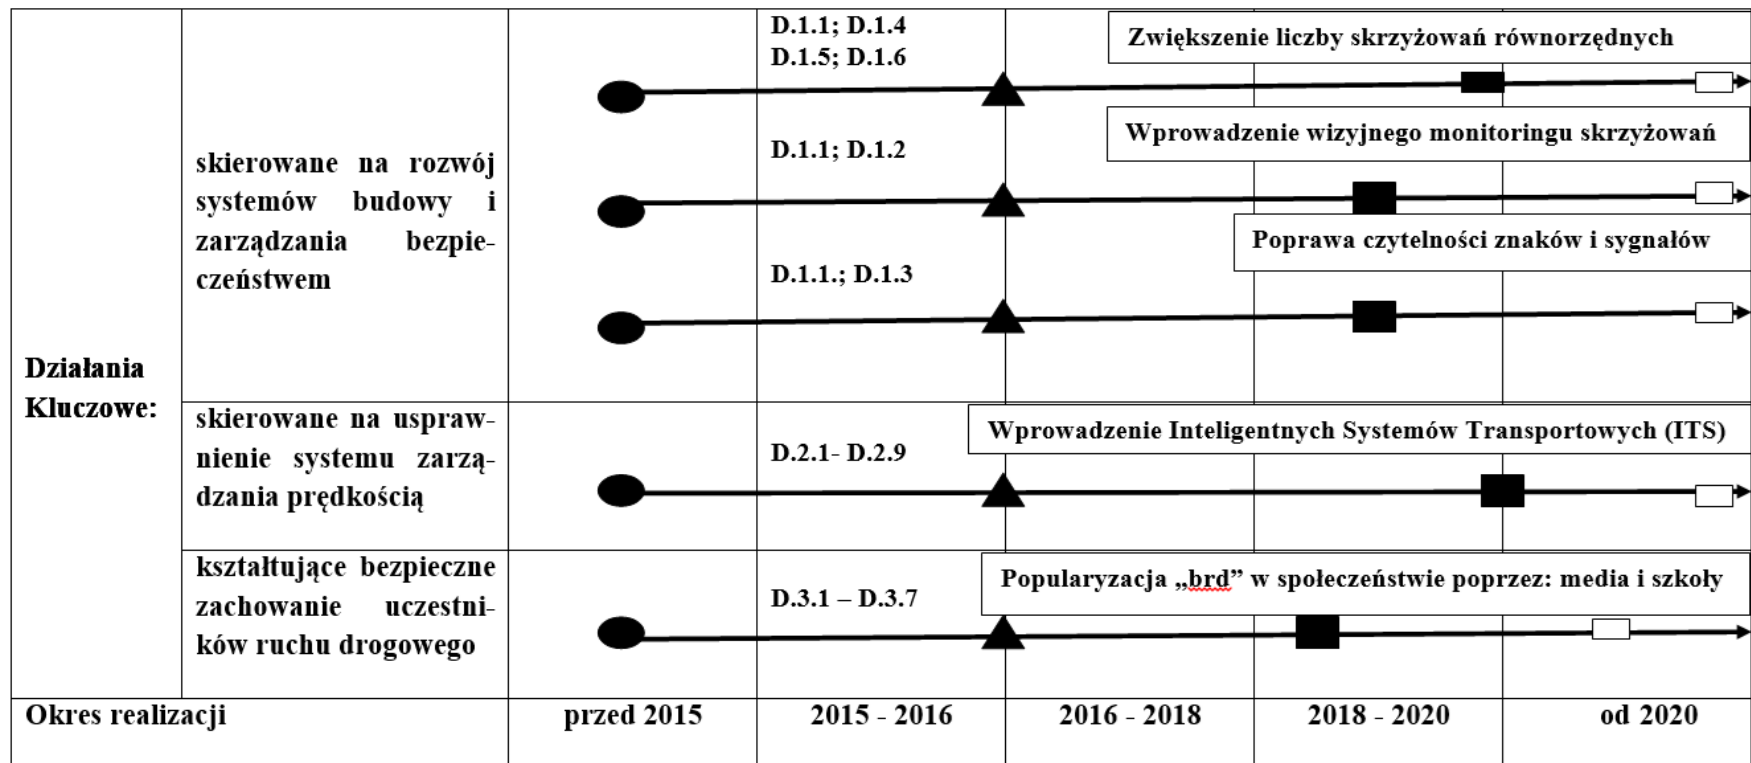 Działania
Kluczowe:
skierowane na rozwój
systemów budowy i
zarządzania bezpie-
czeństwem
D.1.1; D.1.4
D.1.5; D.1.6
Zwiększenie liczby skrzyżowań równorzędnych
D.1.1; D.1.2
Wprowadzenie wizyjnego monitoringu skrzyżowań
D.1.1.; D.1.3
Poprawa czytelności znaków i sygnałów
skierowane na uspraw-
nienie systemu zarzą-
dzania prędkością
D.2.1- D.2.9
Wprowadzenie Inteligentnych Systemów Transportowych (ITS)
kształtujące bezpieczne
zachowanie uczestni-
ków ruchu drogowego
D.3.1 – D.3.7
Popularyzacja „brd” w społeczeństwie poprzez: media i szkoły
Okres realizacji
przed 2015
2015 - 2016
2016 - 2018
2018 - 2020
od 2020